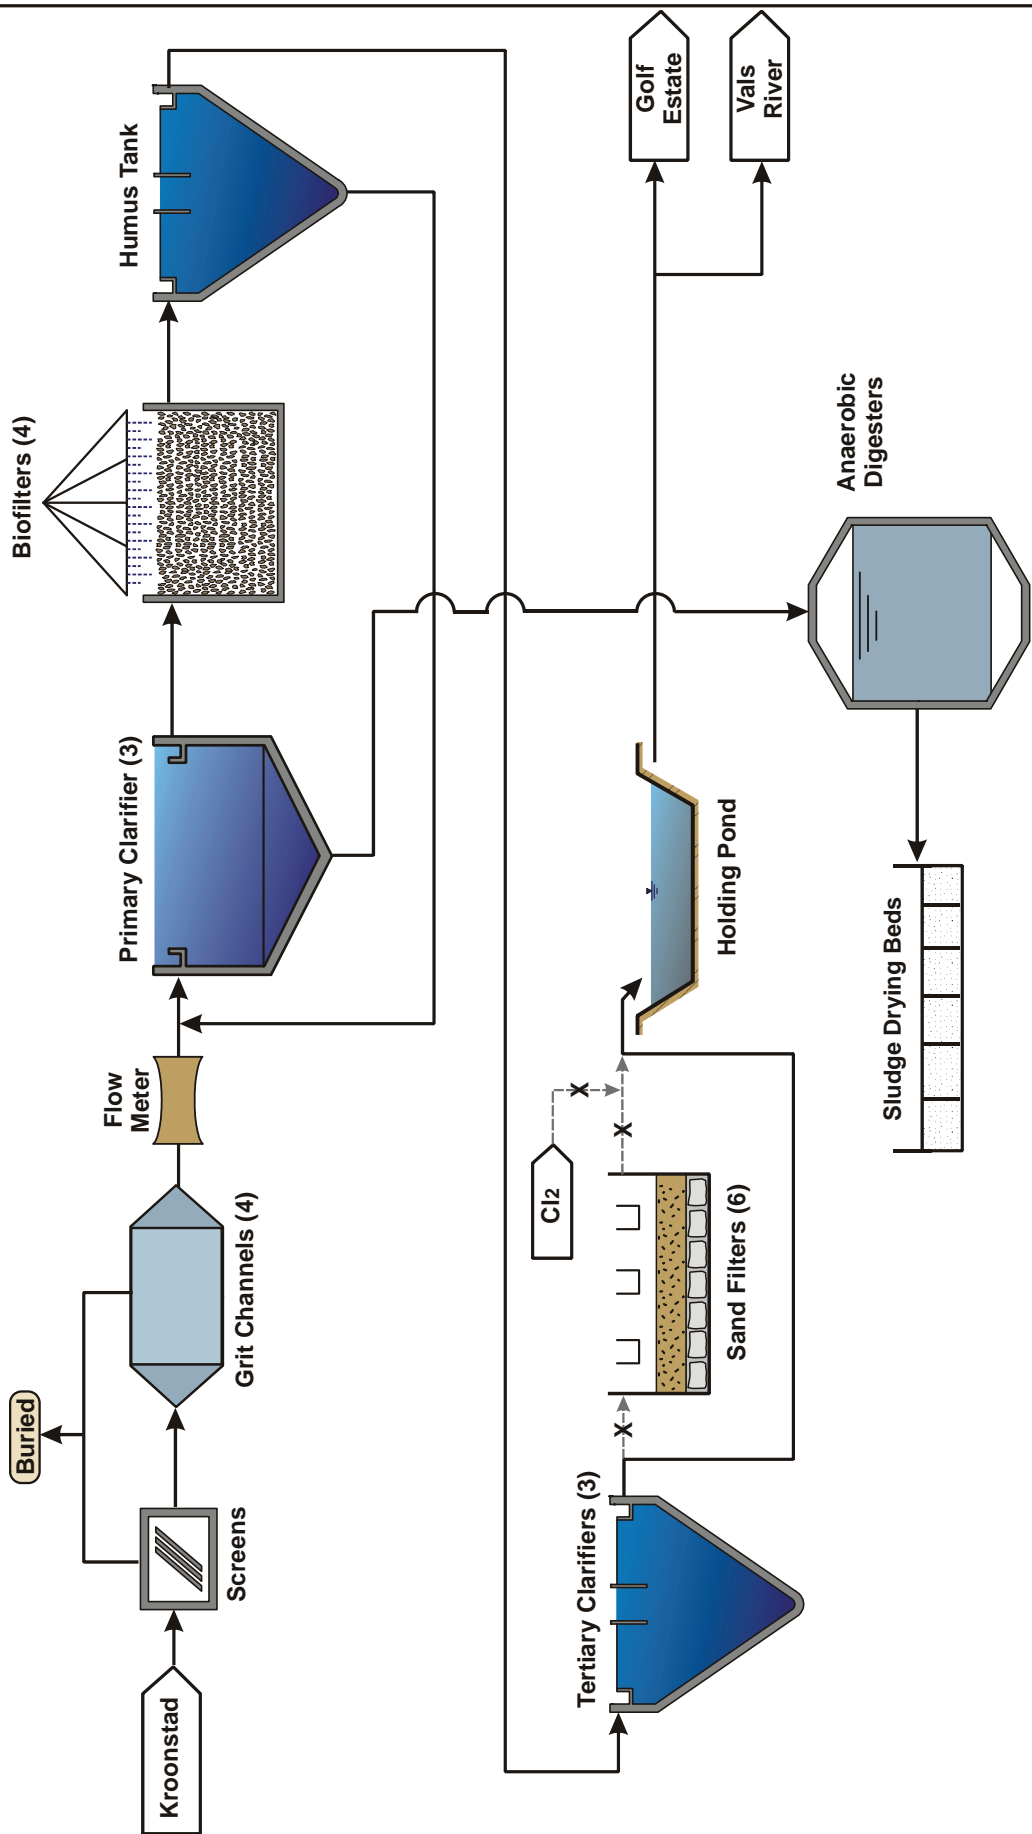 Kroonstad
Screens
Buried
Grit Channels (4)
Flow
Meter
Primary Clarifier (3)
Biofilters (4)
Humus Tank
Tertiary Clarifiers (3)
Sand Filters (6)
Cl2
Holding Pond
Golf
Estate
Vals
River
Sludge Drying Beds
Anaerobic
Digesters
X
X
X